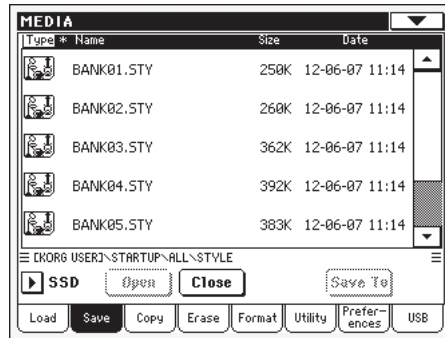 MEDIA
Type * Name Size Date
BANK01.STY 250K 12-06-07 11:14
BANK02.STY 260K 12-06-07 11:14
BANK03.STY 362K 12-06-07 11:14
BANK04.STY 392K 12-06-07 11:14
BANK05.STY 383K 12-06-07 11:14
[KORG USER]\STARTUP\ALL\STYLE
SSD Open Close Save To
Load Save Copy Erase Format Utility Prefer-ences USB